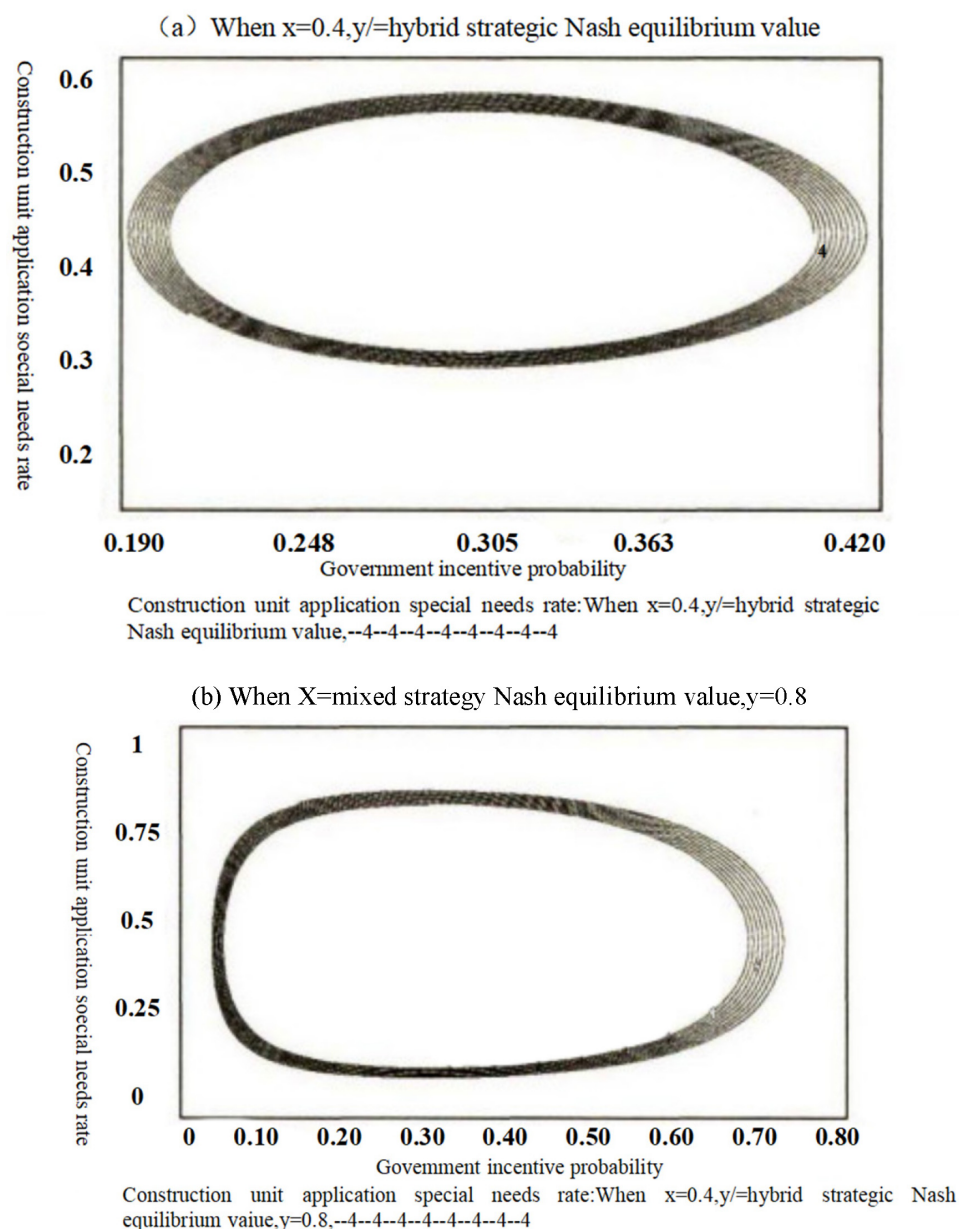 （a）When x=0.4,y/=hybrid strategic Nash equilibrium value
Construction unit application soecial needs rate
0.6
0.5
0.4
0.3
0.2
4
0.190 0.248 0.305 0.363 0.420
Government incentive probability
Construction unit application special needs rate:When x=0.4,y/=hybrid strategic
Nash equilibrium value,--4--4--4--4--4--4--4--4
(b) When X=mixed strategy Nash equilibrium value,y=0.8
Construction unit application soecial needs rate
1
0.75
0.5
0.25
0
0 0.10 0.20 0.30 0.40 0.50 0.60 0.70 0.80
Govemment incentive probability
Construction unit application special needs rate:When x=0.4,y/=hybrid strategic Nash
equilibrium vaiue,y=0.8,--4--4--4--4--4--4--4--4